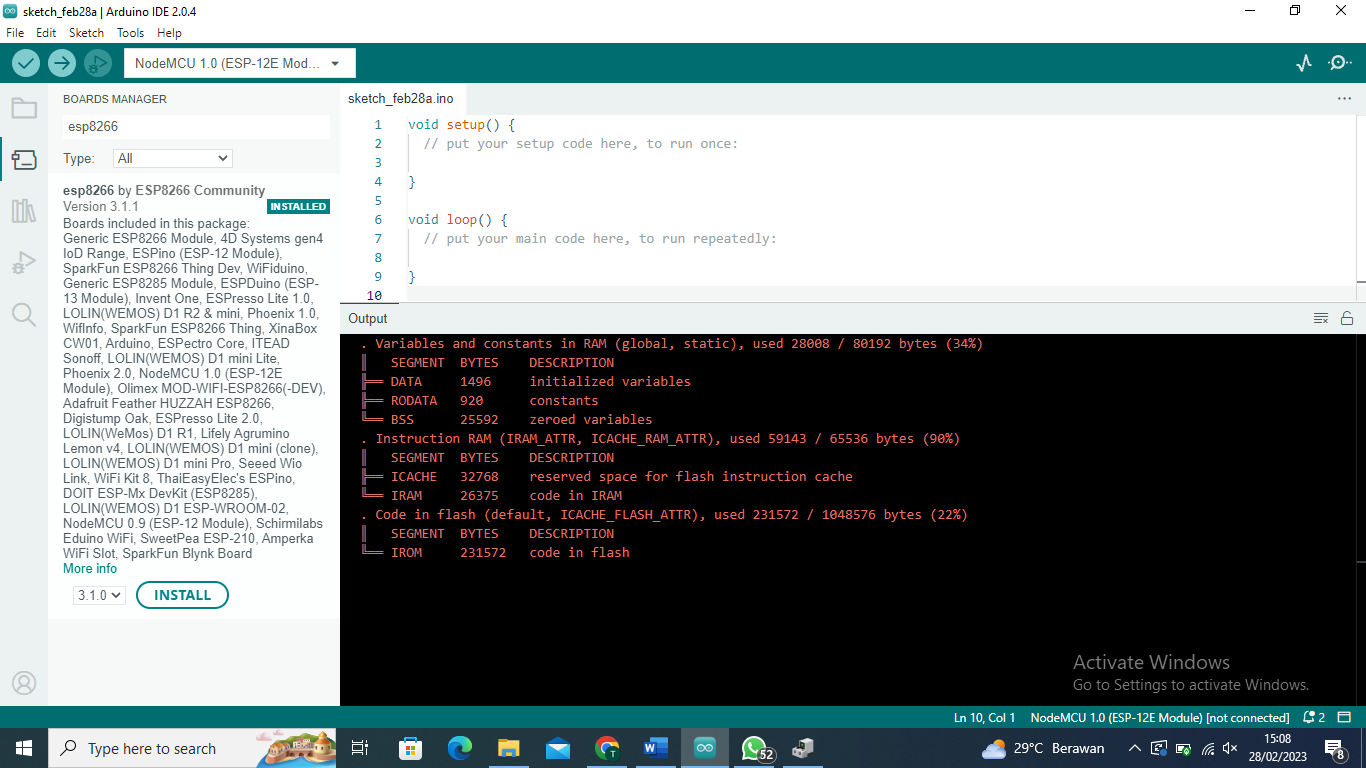 sketch_feb28a | Arduino IDE 2.0.4
File Edit Sketch Tools Help
NodeMCU 1.0 (ESP-12E Mod...
BOARDS MANAGER
esp8266
Type: All
esp8266 by ESP8266 Community
Version 3.1.1 INSTALLED
Boards included in this package:
Generic ESP8266 Module, 4D Systems gen4
IoD Range, ESPino (ESP-12 Module),
SparkFun ESP8266 Thing Dev, WiFiduino,
Generic ESP8285 Module, ESPDuino (ESP-
13 Module), Invent One, ESPresso Lite 1.0,
LOLIN(WEMOS) D1 R2 & mini, Phoenix 1.0,
WifInfo, SparkFun ESP8266 Thing, XinaBox
CW01, Arduino, ESPectro Core, ITEAD
Sonoff, LOLIN(WEMOS) D1 mini Lite,
Phoenix 2.0, NodeMCU 1.0 (ESP-12E
Module), Olimex MOD-WIFI-ESP8266(-DEV),
Adafruit Feather HUZZAH ESP8266,
Digistump Oak, ESPresso Lite 2.0,
LOLIN(WeMos) D1 R1, Lifely Agrumino
Lemon v4, LOLIN(WEMOS) D1 mini (clone),
LOLIN(WEMOS) D1 mini Pro, Seeed Wio
Link, WiFi Kit 8, ThaiEasyElec's ESPino,
DOIT ESP-Mx DevKit (ESP8285),
LOLIN(WEMOS) D1 ESP-WROOM-02,
NodeMCU 0.9 (ESP-12 Module), Schirmilabs
Eduino WiFi, SweetPea ESP-210, Amperka
WiFi Slot, SparkFun Blynk Board
More info
3.1.0 INSTALL
sketch_feb28a.ino
1 void setup() {
2 // put your setup code here, to run once:
3
4 }
5
6 void loop() {
7 // put your main code here, to run repeatedly:
8
9 }
10
Output
. Variables and constants in RAM (global, static), used 28008 / 80192 bytes (34%)
║ SEGMENT BYTES DESCRIPTION
╠══ DATA 1496 initialized variables
╠══ RODATA 920 constants
╚══ BSS 25592 zeroed variables
. Instruction RAM (IRAM_ATTR, ICACHE_RAM_ATTR), used 59143 / 65536 bytes (90%)
║ SEGMENT BYTES DESCRIPTION
╠══ ICACHE 32768 reserved space for flash instruction cache
╚══ IRAM 26375 code in IRAM
. Code in flash (default, ICACHE_FLASH_ATTR), used 231572 / 1048576 bytes (22%)
║ SEGMENT BYTES DESCRIPTION
╚══ IROM 231572 code in flash
Activate Windows
Go to Settings to activate Windows.
Ln 10, Col 1 NodeMCU 1.0 (ESP-12E Module) [not connected] 2
Type here to search
52
29°C Berawan
15:08
28/02/2023
8